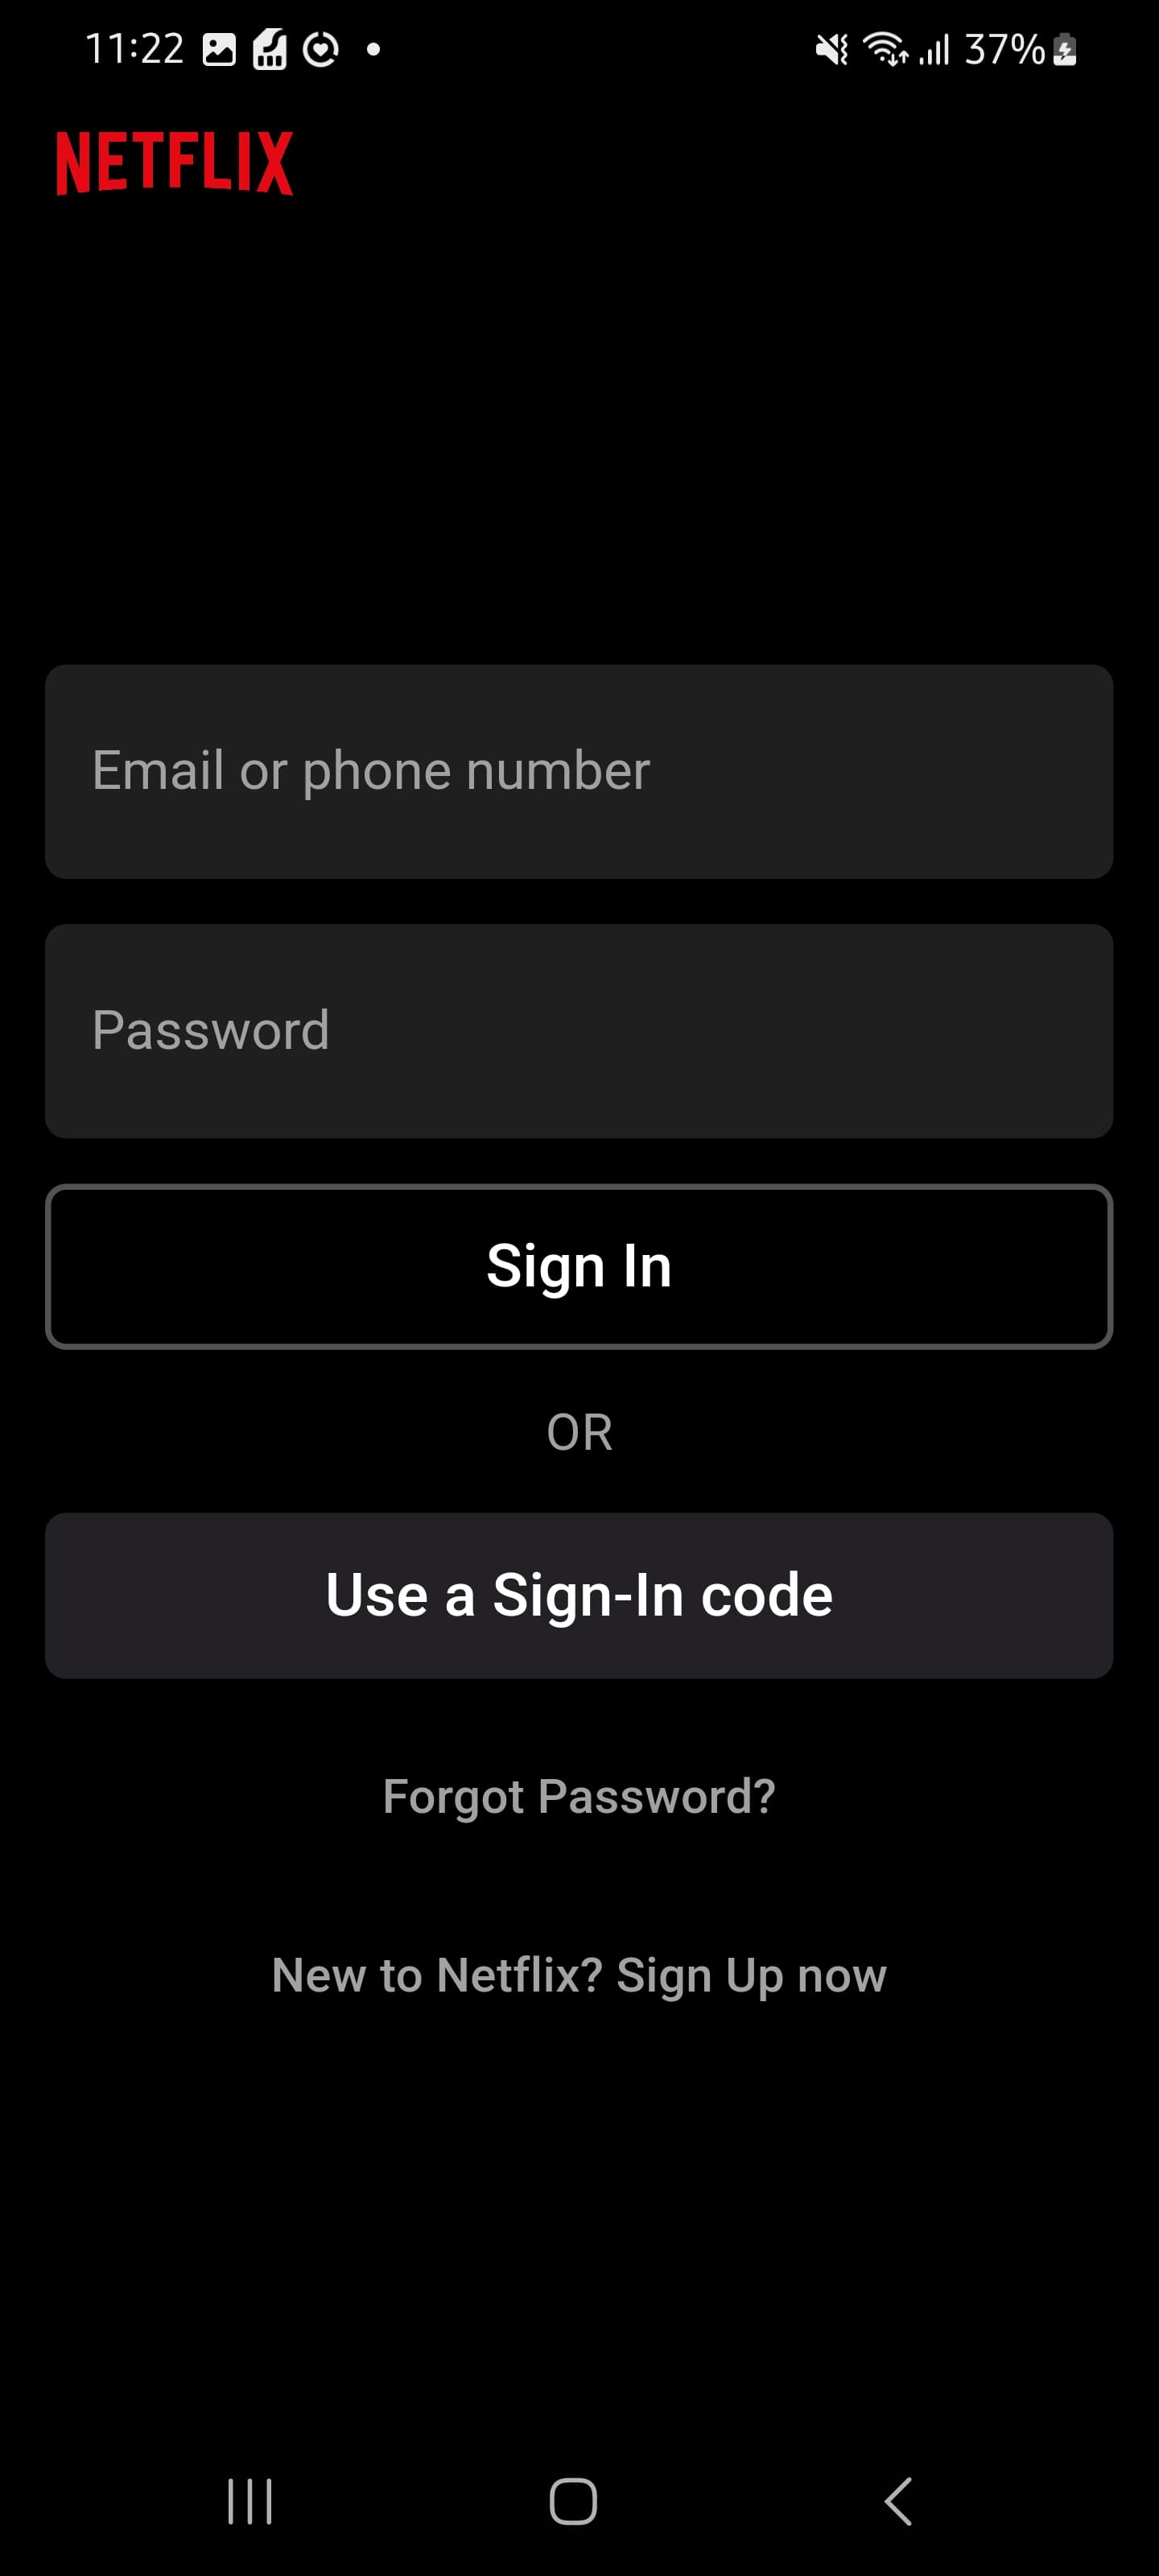 11:22 37%
NETFLIX
Email or phone number
Password
Sign In
OR
Use a Sign-In code
Forgot Password?
New to Netflix? Sign Up now